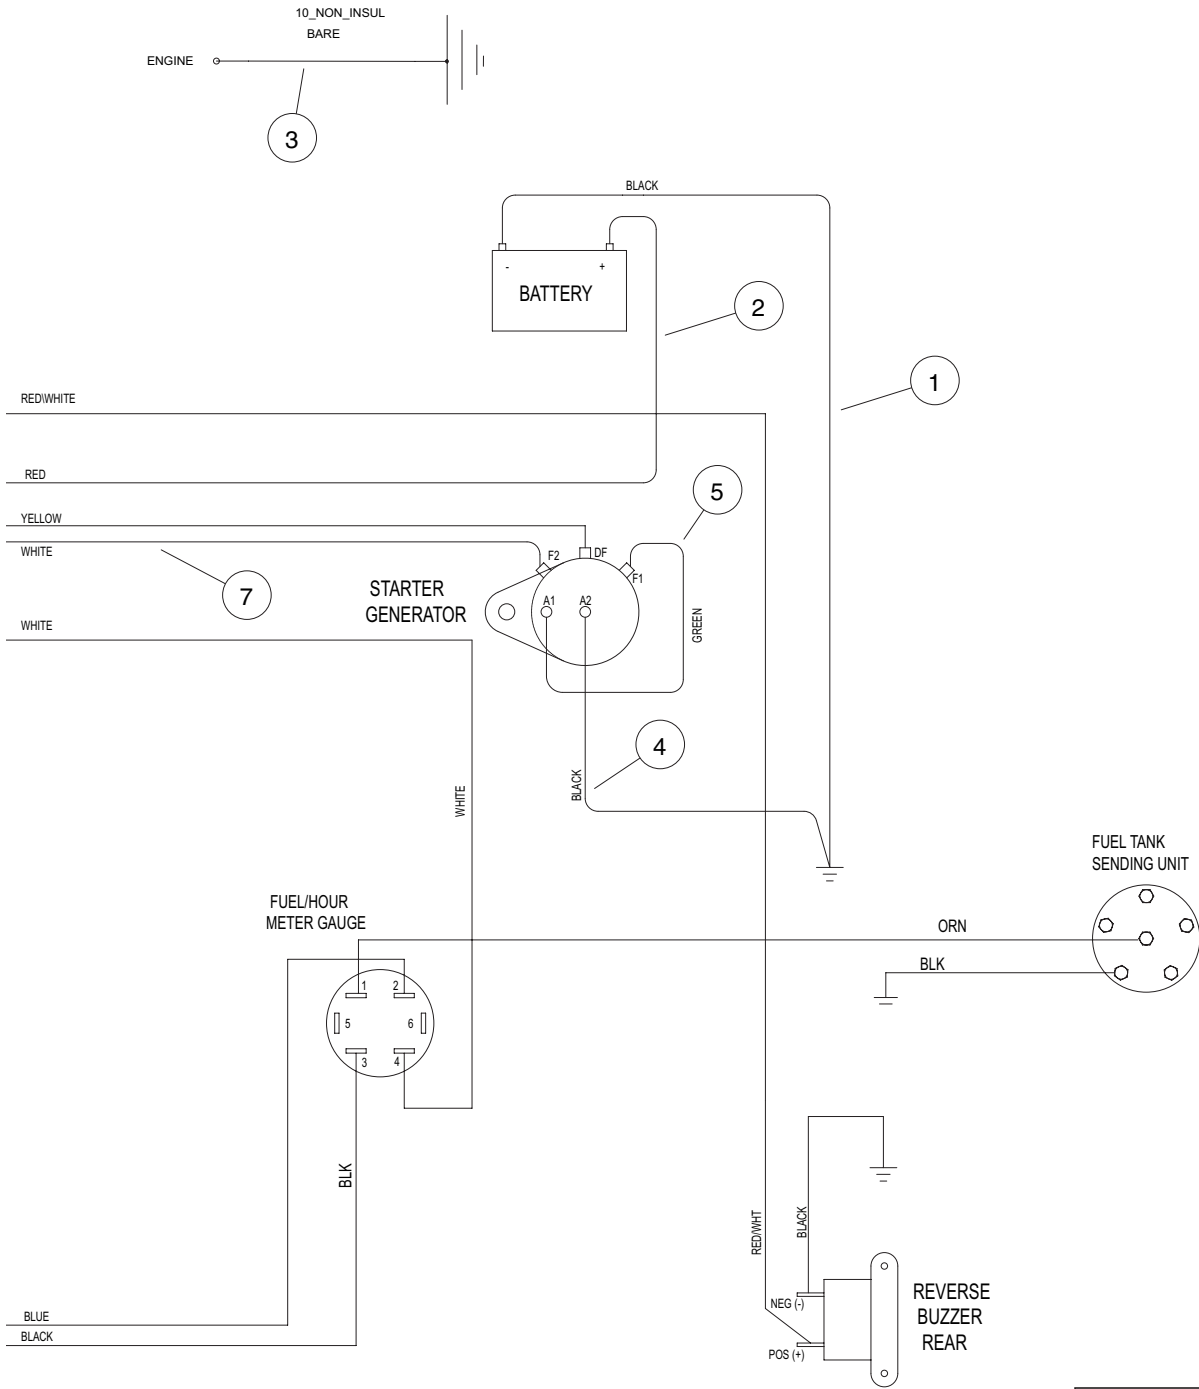 10_NON_INSUL
BARE
ENGINE
3
BLACK
- +
BATTERY
2
1
RED\WHITE
RED
5
YELLOW
WHITE
F2
DF
F1
7
STARTER
GENERATOR
A1
A2
GREEN
WHITE
4
BLACK
WHITE
FUEL TANK
SENDING UNIT
FUEL/HOUR
METER GAUGE
ORN
BLK
1
2
5
6
3
4
BLK
RED/WHT
BLACK
NEG (-)
POS (+)
REVERSE
BUZZER
REAR
BLUE
BLACK